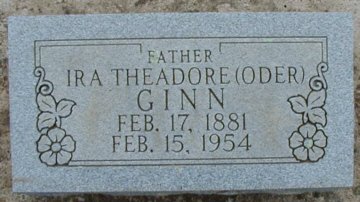 FATHER
IRA THEADORE (ODER)
GINN
FEB. 17, 1881
FEB. 15, 1954